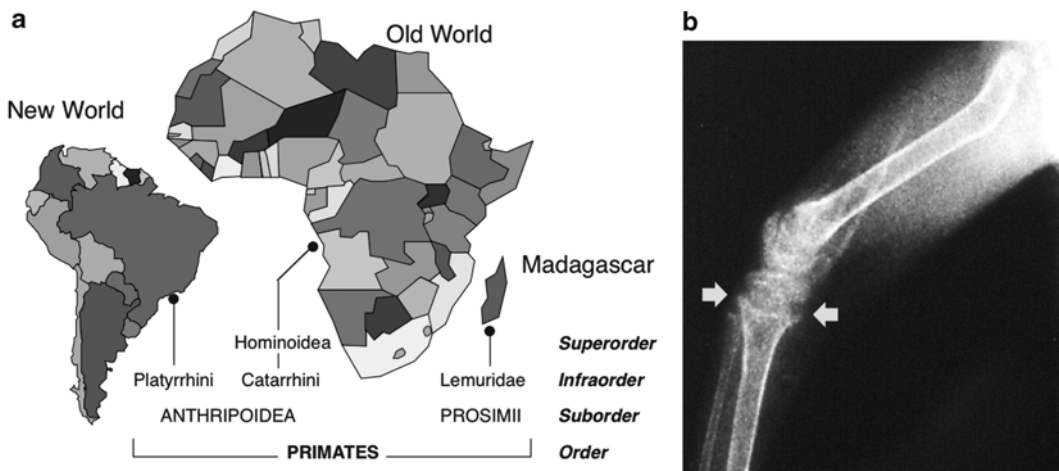 a
Old World
New World
Madagascar
Hominoidea
Superorder
Platyrrhini Catarrhini Lemuridae Infraorder
ANTHRIPOIDEA PROSIMII Suborder
PRIMATES Order
b